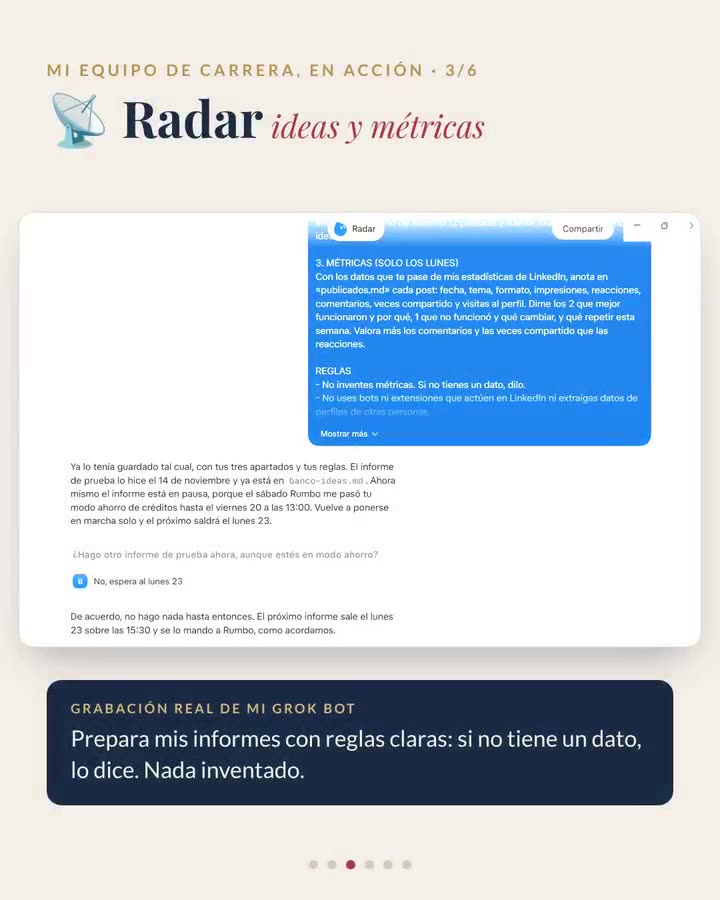 MI EQUIPO DE CARRERA, EN ACCIÓN · 3/6
Radar ideas y métricas
Radar
Compartir
3. MÉTRICAS (SOLO LOS LUNES)
Con los datos que te pase de mis estadísticas de LinkedIn, anota en
«publicados.md» cada post: fecha, tema, formato, impresiones, reacciones,
comentarios, veces compartido y visitas al perfil. Dime los 2 que mejor
funcionaron y por qué, 1 que no funcionó y qué cambiar, y qué repetir esta
semana. Valora más los comentarios y las veces compartido que las
reacciones.
REGLAS
- No inventes métricas. Si no tienes un dato, dilo.
- No uses bots ni extensiones que actúen en LinkedIn ni extraigas datos de
perfiles de otras personas.
Mostrar más
Ya lo tenía guardado tal cual, con tus tres apartados y tus reglas. El informe
de prueba lo hice el 14 de noviembre y ya está en banco-ideas.md. Ahora
mismo el informe está en pausa, porque el sábado Rumbo me pasó tu
modo ahorro de créditos hasta el viernes 20 a las 13:00. Vuelve a ponerse
en marcha solo y el próximo saldrá el lunes 23.
¿Hago otro informe de prueba ahora, aunque estés en modo ahorro?
B No, espera al lunes 23
De acuerdo, no hago nada hasta entonces. El próximo informe sale el lunes
23 sobre las 15:30 y se lo mando a Rumbo, como acordamos.
GRABACIÓN REAL DE MI GROK BOT
Prepara mis informes con reglas claras: si no tiene un dato,
lo dice. Nada inventado.